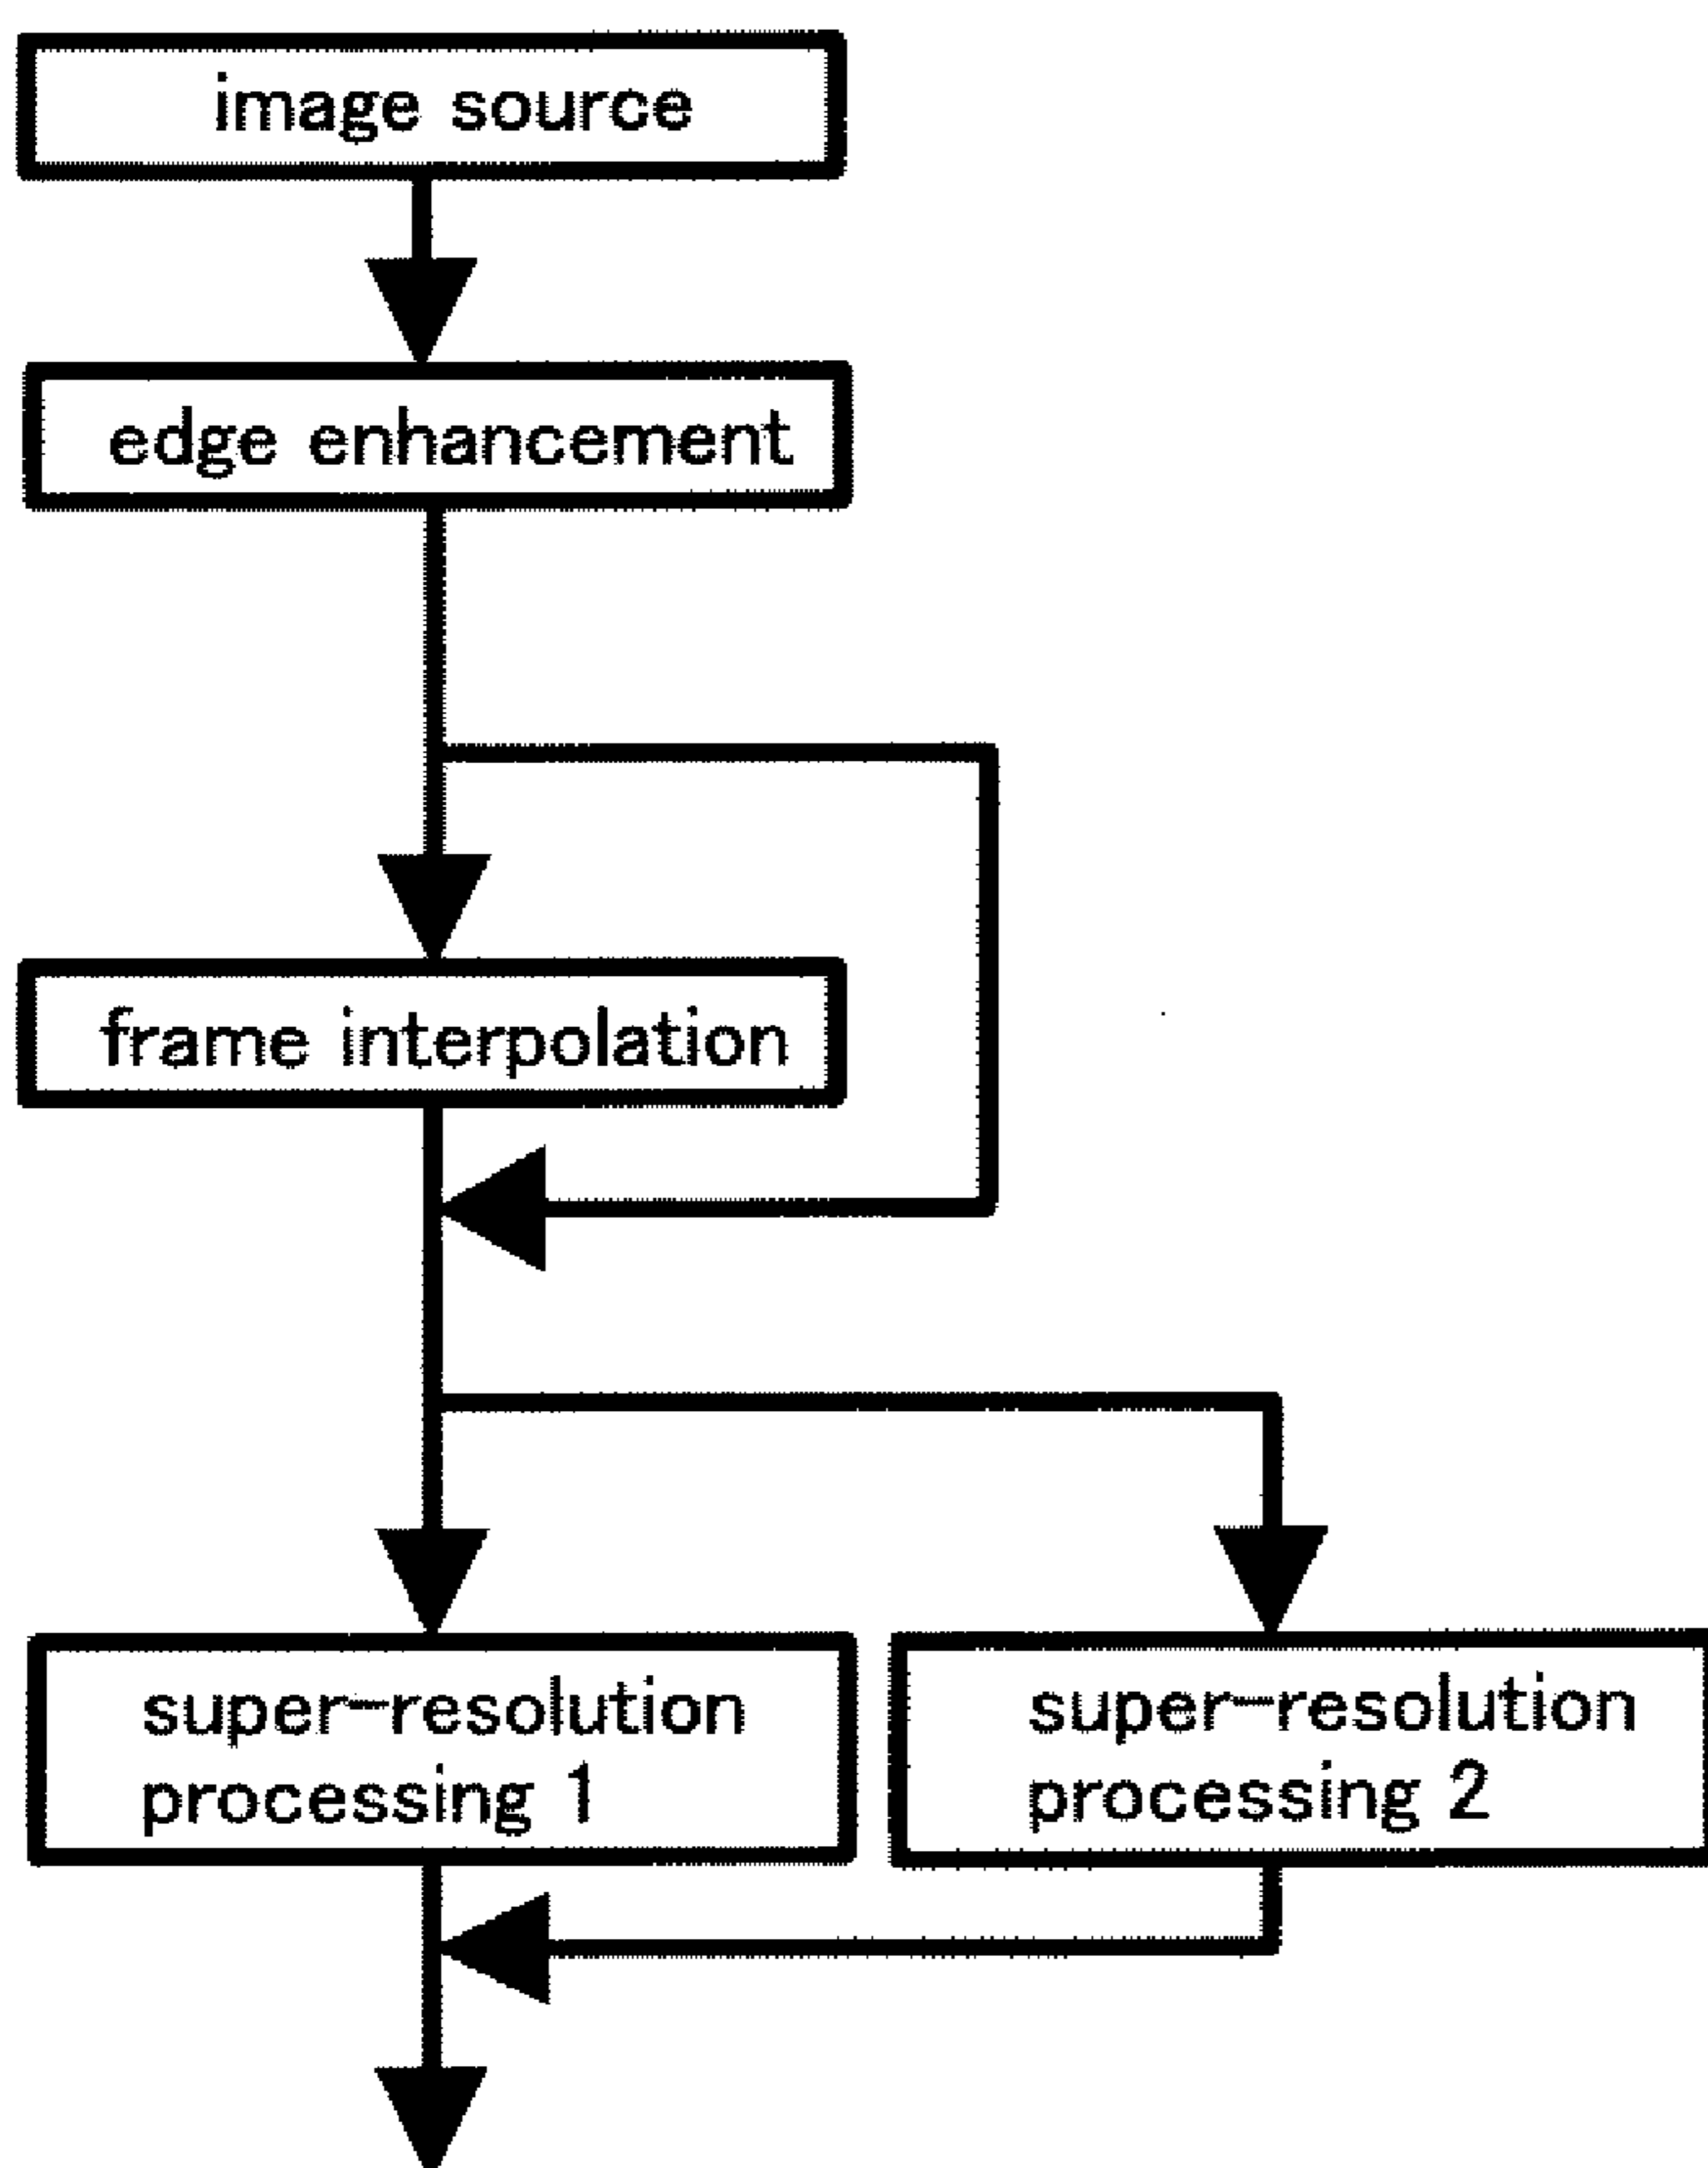 image source
edge enhancement
frame interpolation
super-resolution
processing 1
super-resolution
processing 2